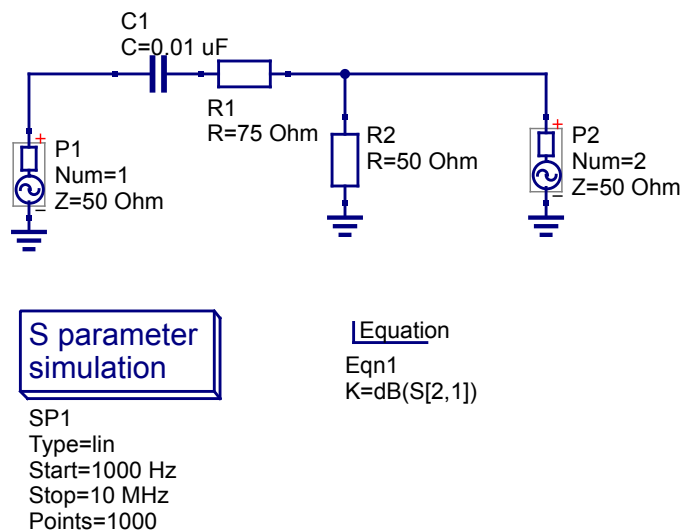 C1
C=0.01 uF
R1
R=75 Ohm
+
P1
Num=1
Z=50 Ohm
−
R2
R=50 Ohm
+
P2
Num=2
Z=50 Ohm
−
S parameter
simulation
SP1
Type=lin
Start=1000 Hz
Stop=10 MHz
Points=1000
Equation
Eqn1
K=dB(S[2,1])